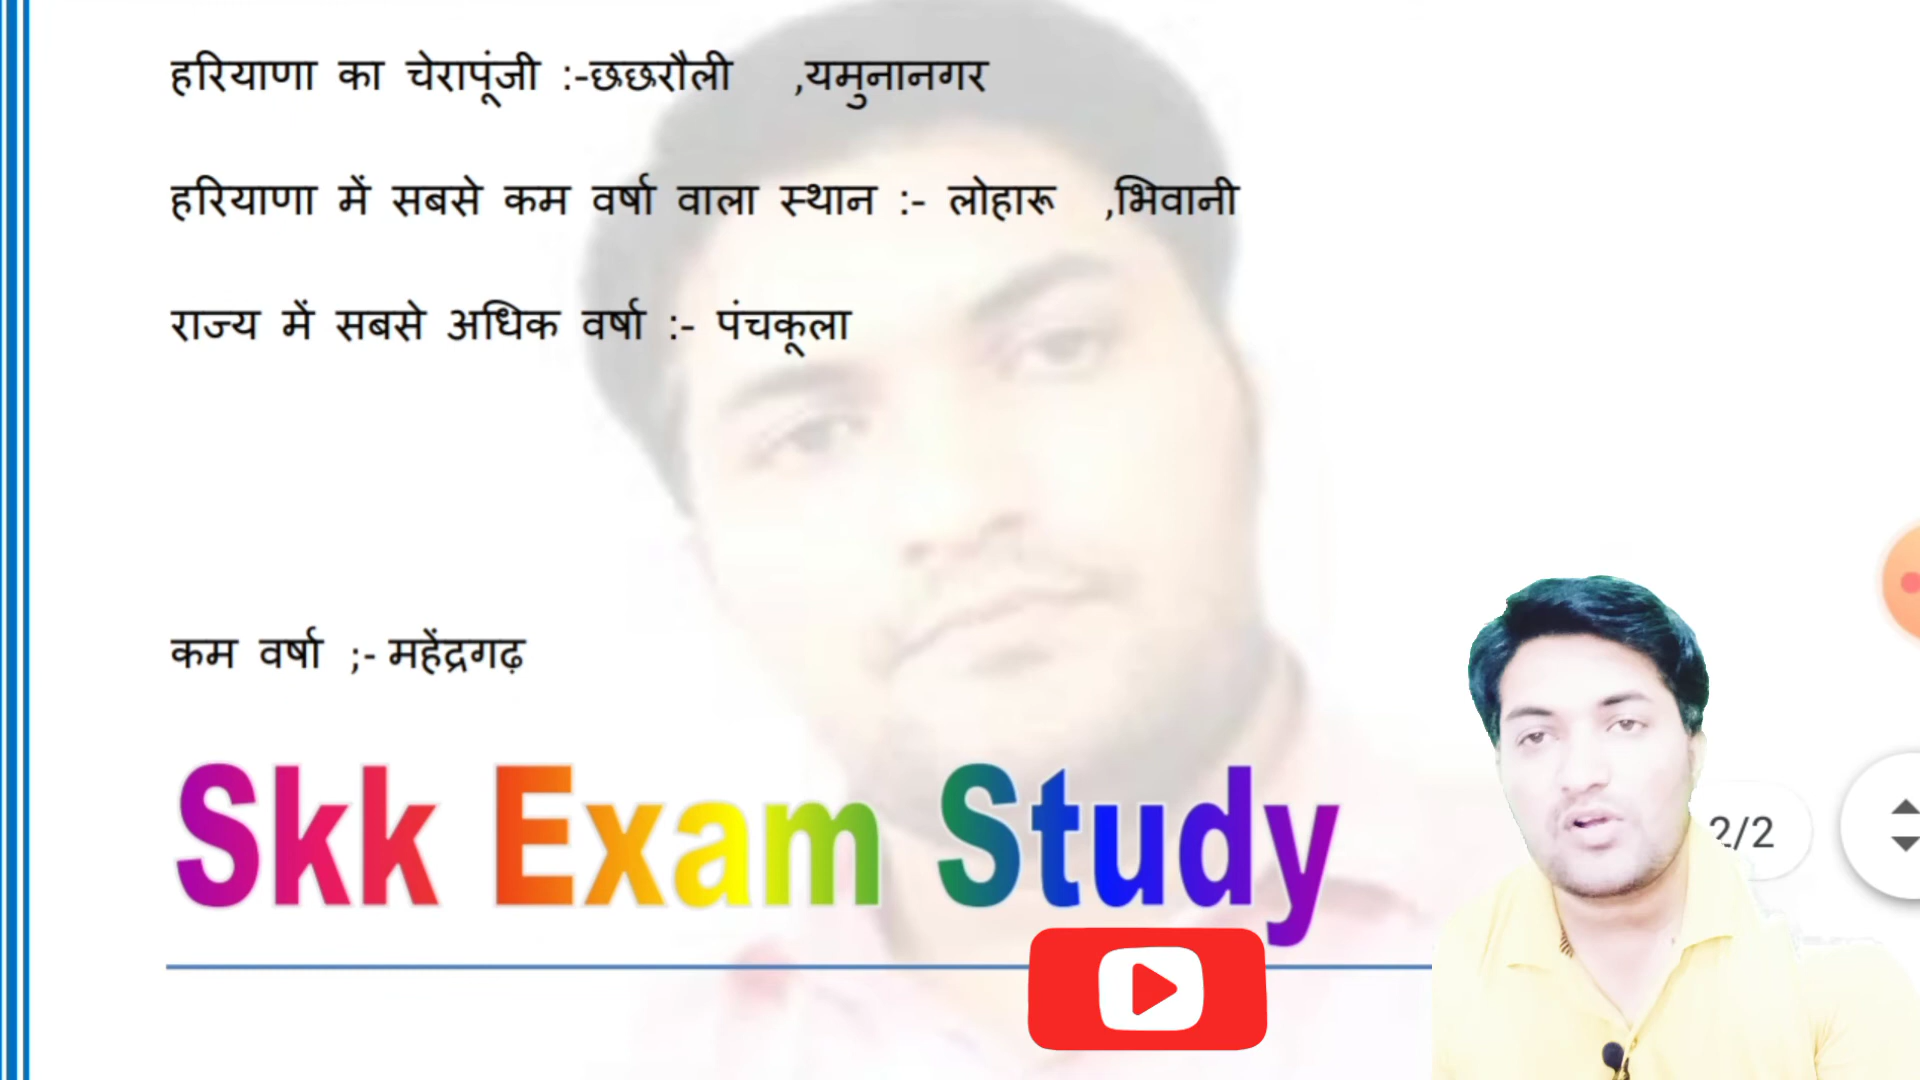 हरियाणा का चेरापूंजी :-छछरौली ,यमुनानगर
हरियाणा में सबसे कम वर्षा वाला स्थान :- लोहारू ,भिवानी
राज्य में सबसे अधिक वर्षा :- पंचकूला
कम वर्षा ;- महेंद्रगढ़
Skk Exam Study
2/2